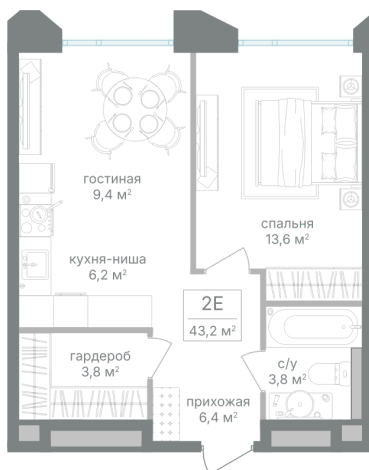 гостиная
9,4 м²
спальня
13,6 м²
кухня-ниша
6,2 м²
2Е
43,2 м²
гардероб
3,8 м²
с/у
3,8 м²
прихожая
6,4 м²